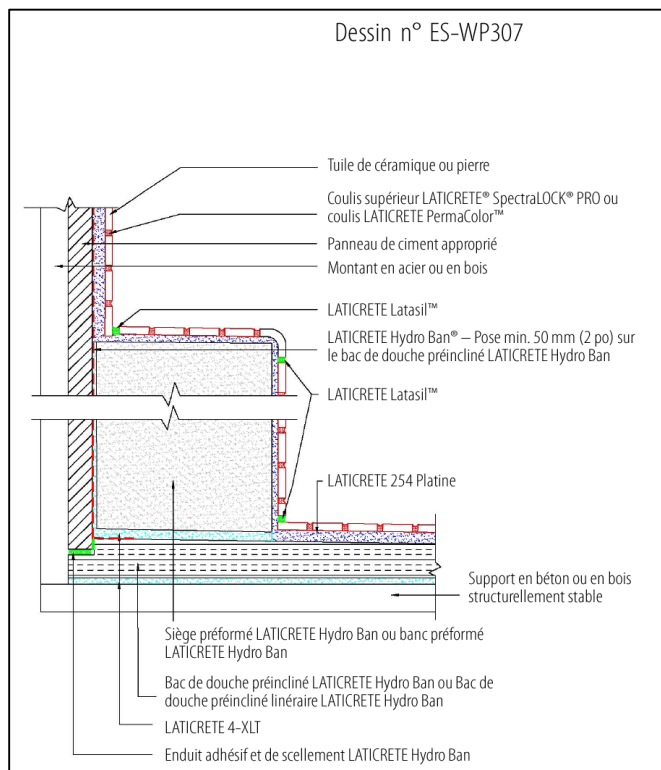 Dessin n° ES-WP307
Tuile de céramique ou pierre
Coulis supérieur LATICRETE® SpectraLOCK® PRO ou
coulis LATICRETE PermaColor™
Panneau de ciment approprié
Montant en acier ou en bois
LATICRETE Latasil™
LATICRETE Hydro Ban® – Pose min. 50 mm (2 po) sur
le bac de douche préincliné LATICRETE Hydro Ban
LATICRETE Latasil™
LATICRETE 254 Platine
Support en béton ou en bois
structurellement stable
Siège préformé LATICRETE Hydro Ban ou banc préformé
LATICRETE Hydro Ban
Bac de douche préincliné LATICRETE Hydro Ban ou Bac de
douche préincliné linéraire LATICRETE Hydro Ban
LATICRETE 4-XLT
Enduit adhésif et de scellement LATICRETE Hydro Ban